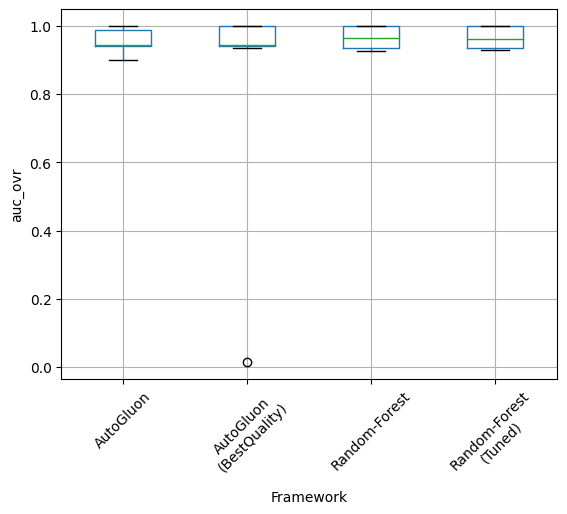 1.0
0.8
0.6
0.4
0.2
0.0
auc_ovr
AutoGluon
AutoGluon
(BestQuality)
Random-Forest
Random-Forest
(Tuned)
Framework